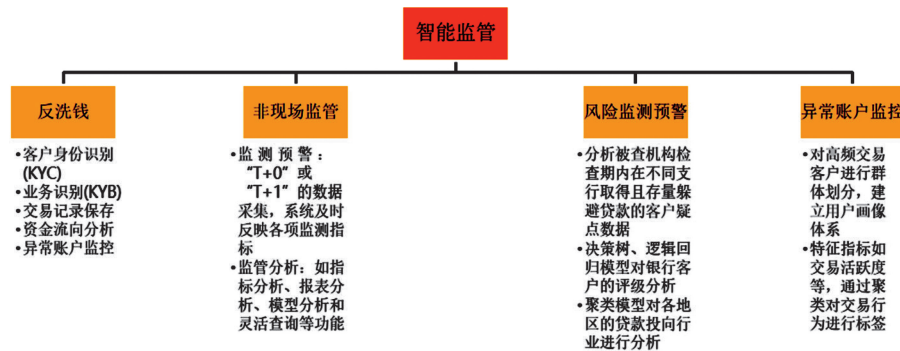 智能监管
反洗钱
•客户身份识别
(KYC)
•业务识别(KYB)
•交易记录保存
•资金流向分析
•异常账户监控
非现场监管
•监测预警：
“T+0”或
“T+1”的数据
采集，系统及时
反映各项监测指
标
•监管分析：如指
标分析、报表分
析、模型分析和
灵活查询等功能
风险监测预警
•分析被查机构检
查期内在不同支
行取得且存量躲
避贷款的客户疑
点数据
•决策树、逻辑回
归模型对银行客
户的评级分析
•聚类模型对各地
区的贷款投向行
业进行分析
异常账户监控
•对高频交易
客户进行群
体划分，建
立用户画像
体系
•特征指标如
交易活跃度
等，通过聚
类对交易行
为进行标签